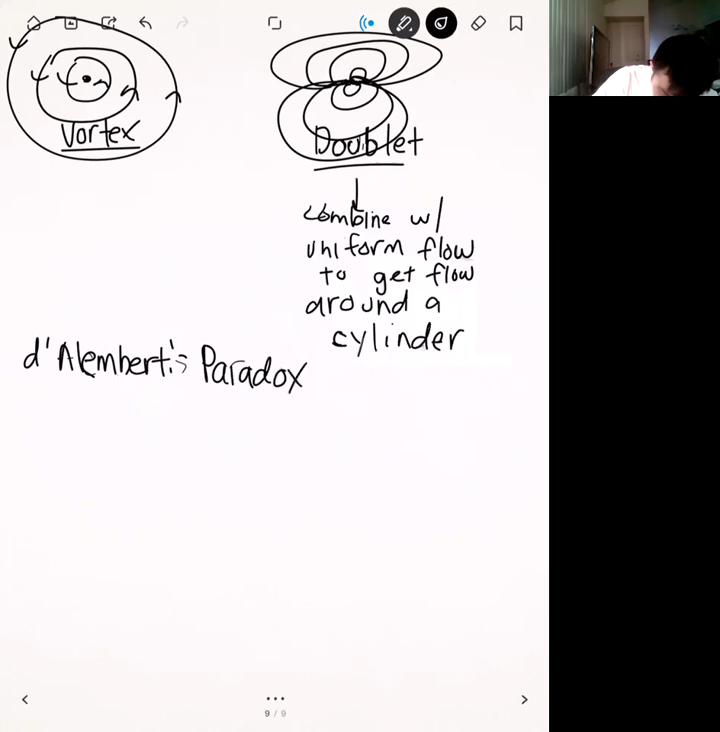 Vortex
Doublet
combine w/
uniform flow
to get flow
around a
cylinder
d'Alembert's Paradox
9 / 9